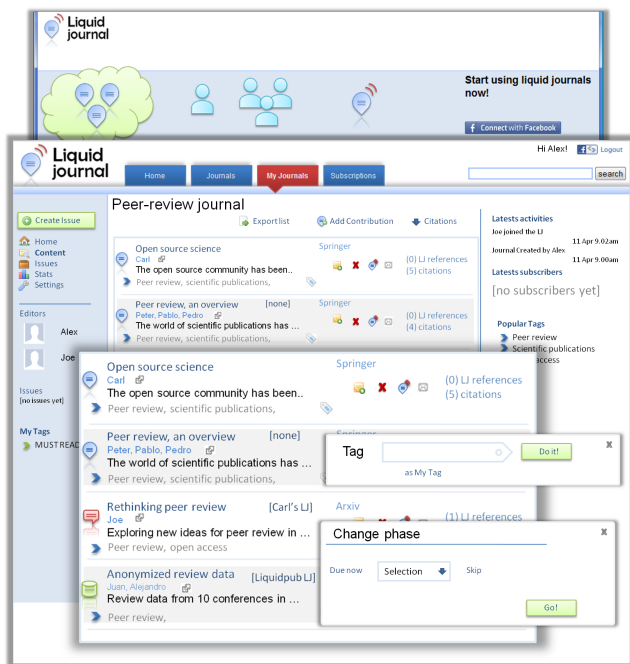 Liquid
journal
Start using liquid journals
now!
f Connect with Facebook
Hi Alex!
Logout
Liquid
journal
Home
Journals
My Journals
Subscriptions
search
Peer-review journal
Export list
Add Contribution
Citations
Create Issue
Home
Content
Issues
Stats
Settings
Editors
Alex
Joe
Issues
[no issues yet]
My Tags
MUSTREAD
Open source science
Springer
Carl
The open source community has been..
(0) LJ references
(5) citations
Peer review, scientific publications,
Peer review, an overview
[none]
Springer
Peter, Pablo, Pedro
The world of scientific publications has ...
(0) LJ references
(4) citations
Peer review, scientific publications,
Latests activities
Joe joined the LJ
11 Apr 9.02am
Journal Created by Alex
11 Apr 9.00am
Latests subscribers
[no subscribers yet]
Popular Tags
Peer review
Scientific publications
access
Open source science
Springer
Carl
The open source community has been..
(0) LJ references
(5) citations
Peer review, scientific publications,
Peer review, an overview
[none]
Peter, Pablo, Pedro
The world of scientific publications has ...
Peer review, scientific publications,
Rethinking peer review
[Carl's LJ]
Arxiv
Joe
(1) LJ references
Exploring new ideas for peer review in ...
Peer review, open access
Anonymized review data
[Liquidpub LJ]
Juan, Alejandro
Review data from 10 conferences in ...
Peer review,
Tag
Do it!
x
as My Tag
Change phase
x
Due now
Selection
Skip
Go!